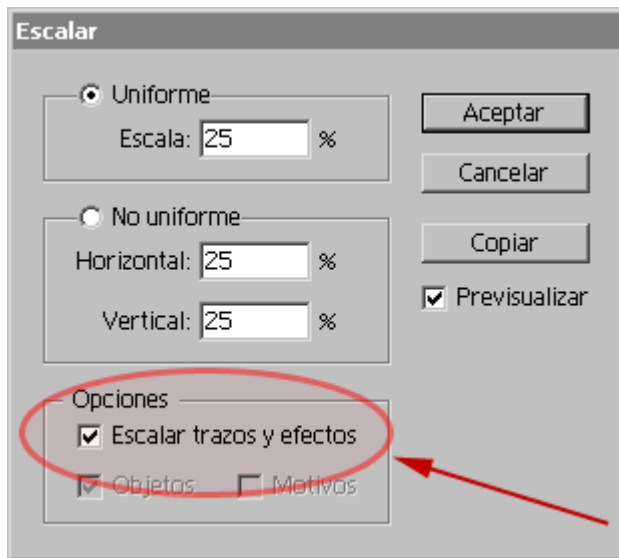 Escalar
Uniforme
Escala: 25 %
Aceptar
Cancelar
No uniforme
Horizontal: 25 %
Vertical: 25 %
Copiar
Previsualizar
Opciones
Escalar trazos y efectos
Objetos Motivos